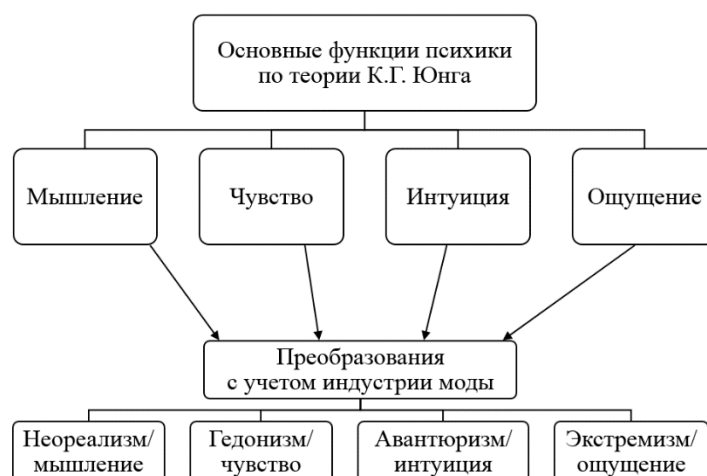 Основные функции психики
по теории К.Г. Юнга
Мышление
Чувство
Интуиция
Ощущение
Преобразования
с учетом индустрии моды
Неореализм/
мышление
Гедонизм/
чувство
Авантюризм/
интуиция
Экстремизм/
ощущение